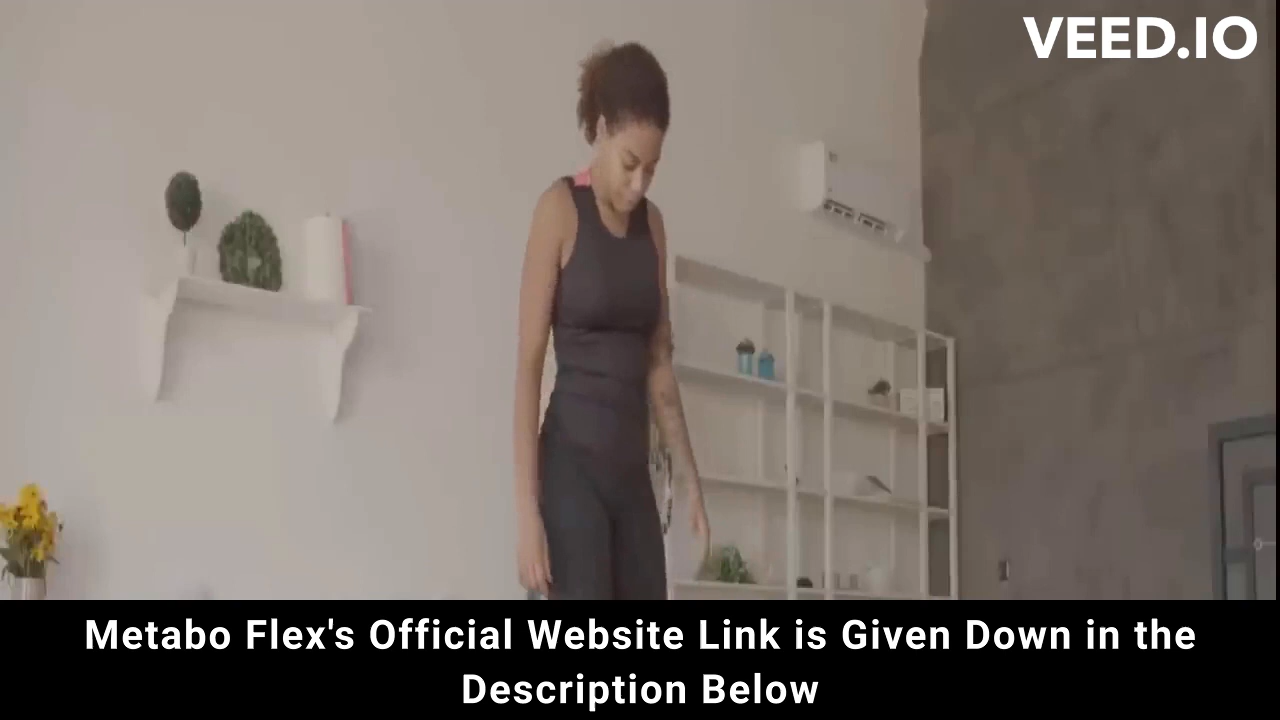 VEED.IO
Metabo Flex's Official Website Link is Given Down in the
Description Below